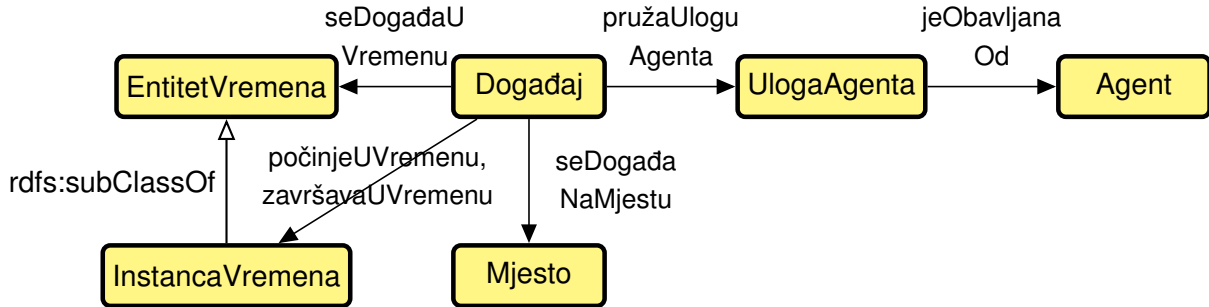 seDogađaU
Vremenu
pružaUlogu
Agenta
jeObavljana
Od
EntitetVremena
Događaj
UlogaAgenta
Agent
rdfs:subClassOf
počinjeUVremenu,
završavaUVremenu
seDogađa
NaMjestu
InstancaVremena
Mjesto